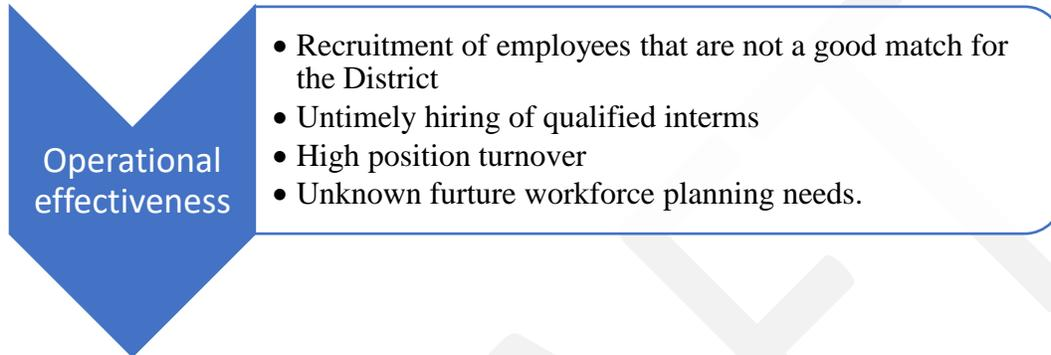 Operational
effectiveness
• Recruitment of employees that are not a good match for
the District
• Untimely hiring of qualified interms
• High position turnover
• Unknown furture workforce planning needs.